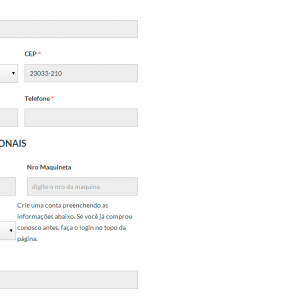 CEP *
23033-210
Telefone *
ONAIS
Nro Maquineta
digite o nro da maquina
Crie uma conta preenchendo as
informações abaixo. Se você já comprou
conosco antes, faça o login no topo da
página.